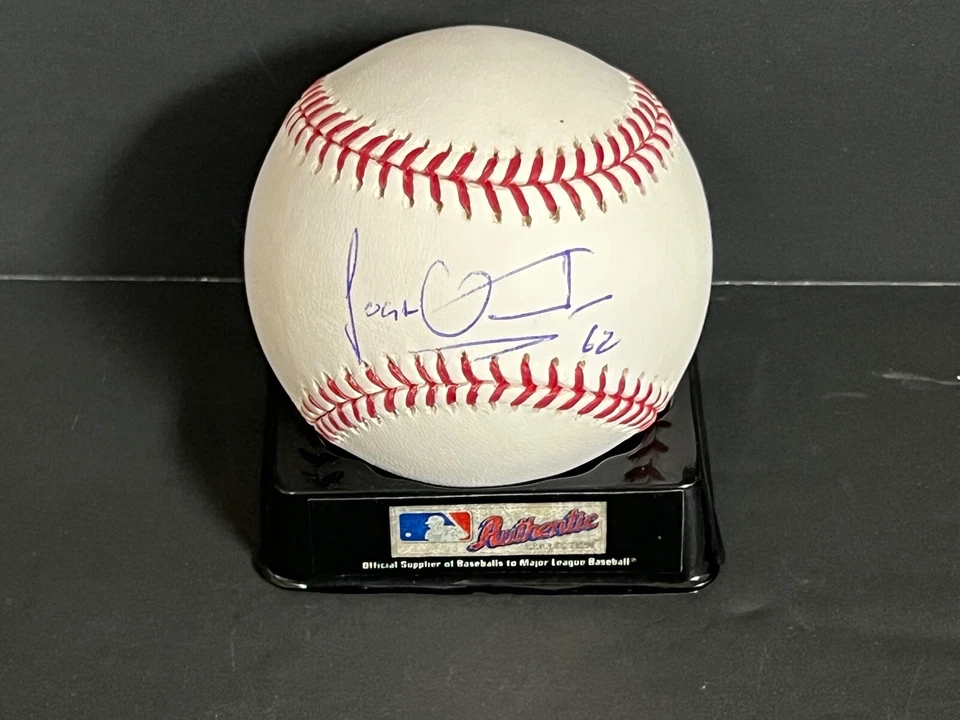 62
Authentic
Official Supplier of Baseballs to Major League Baseball®